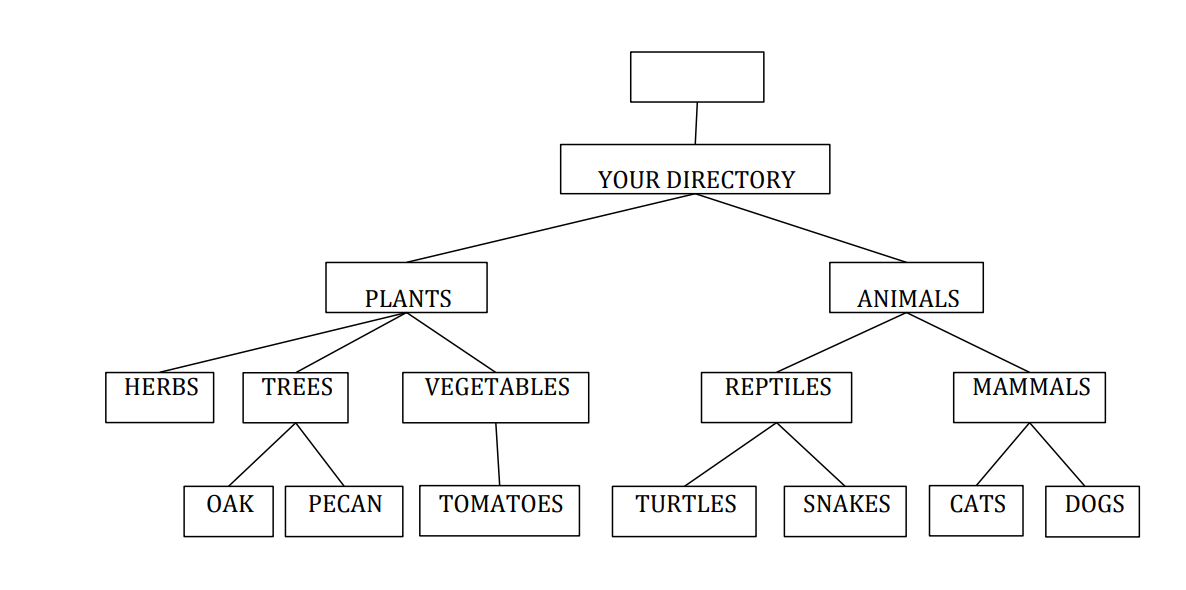 YOUR DIRECTORY
PLANTS
ANIMALS
HERBS
TREES
VEGETABLES
REPTILES
MAMMALS
OAK
PECAN
TOMATOES
TURTLES
SNAKES
CATS
DOGS